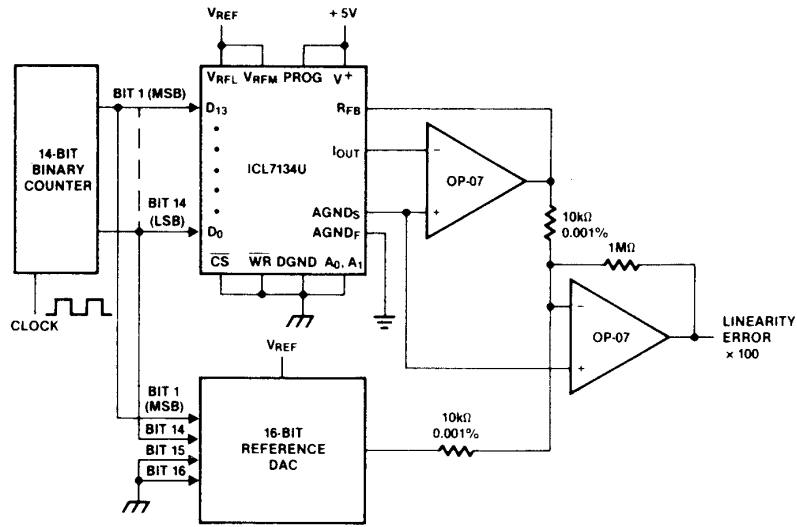 V_REF
+ 5V
V_RFL V_RFM PROG V+
BIT 1 (MSB)
D13
R_FB
14-BIT
BINARY
COUNTER
ICL7134U
I_OUT
−
OP-07
BIT 14
(LSB)
D0
AGND_S
+
AGND_F
10kΩ
0.001%
1MΩ
C̅S̅ W̅R̅ DGND A0, A1
CLOCK
−
OP-07
+
LINEARITY
ERROR
× 100
V_REF
BIT 1
(MSB)
BIT 14
BIT 15
BIT 16
16-BIT
REFERENCE
DAC
10kΩ
0.001%